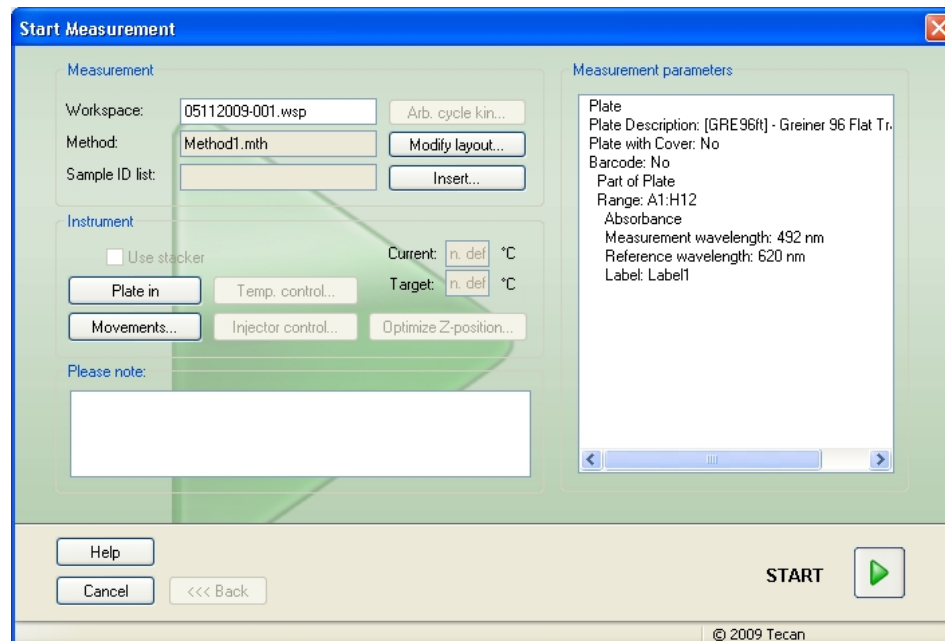 Start Measurement
Measurement
Workspace: 05112009-001.wsp Arb. cycle kin...
Method: Method1.mth Modify layout...
Sample ID list: Insert...
Instrument
Use stacker
Current: n. def °C
Plate in Temp. control... Target: n. def °C
Movements... Injector control... Optimize Z-position...
Please note:
Measurement parameters
Plate
Plate Description: [GRE96ft] - Greiner 96 Flat Tr
Plate with Cover: No
Barcode: No
Part of Plate
Range: A1:H12
Absorbance
Measurement wavelength: 492 nm
Reference wavelength: 620 nm
Label: Label1
Help
Cancel <<< Back
START
© 2009 Tecan